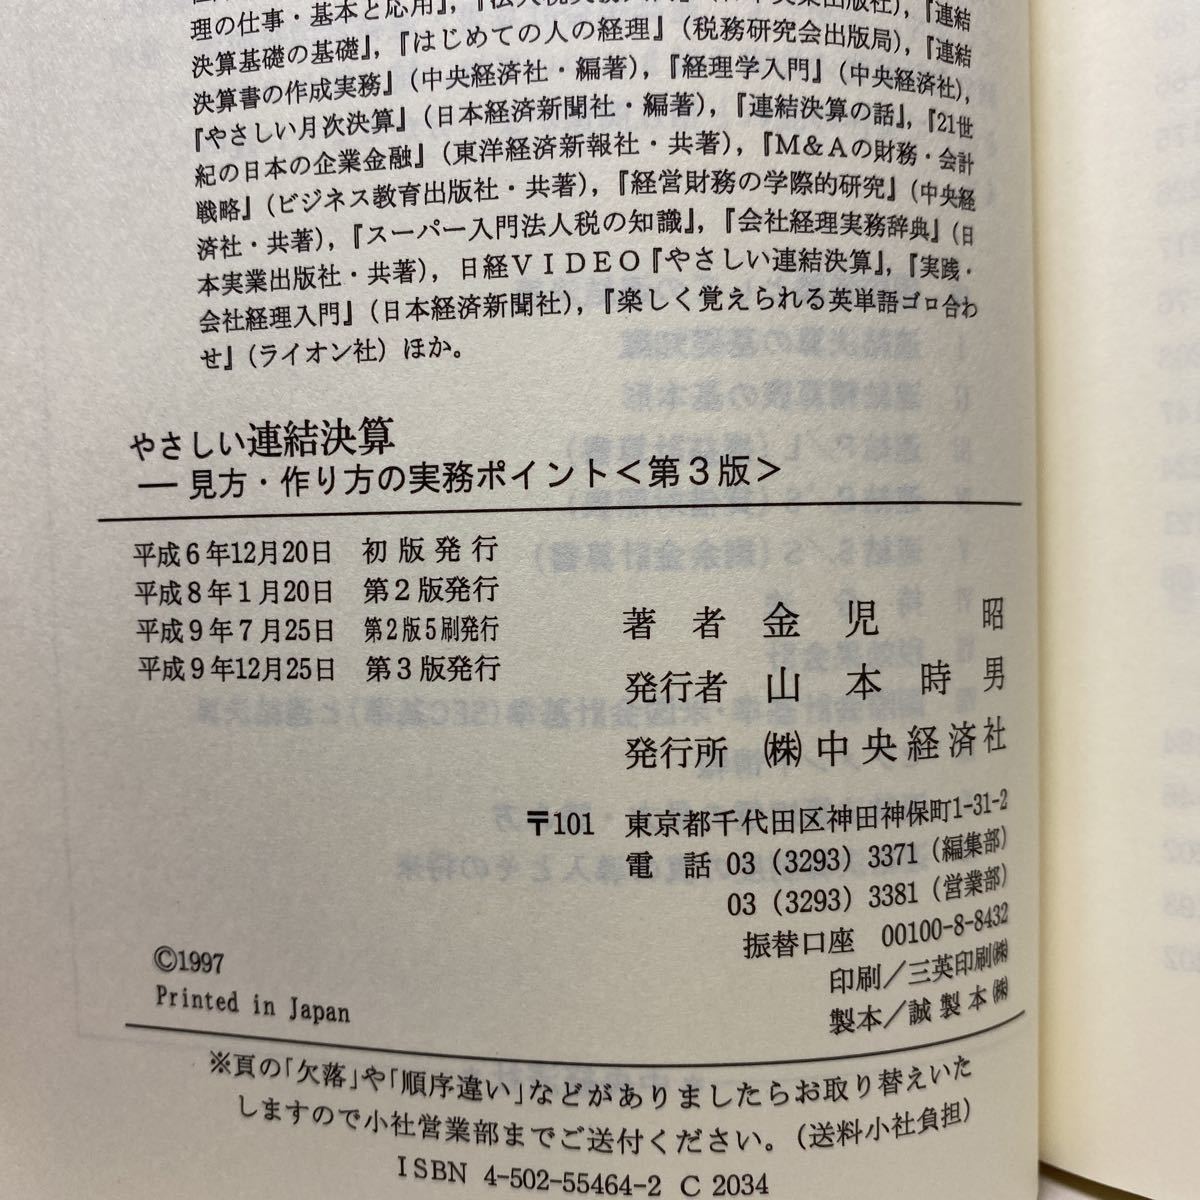 理の仕事・基本と応用』，『法人税実務
出版社），『連結
決算基礎の基礎』，『はじめての人の経理』（税務研究会出版局），『連結
決算書の作成実務』（中央経済社・編著），『経理学入門』（中央経済社），
『やさしい月次決算』（日本経済新聞社・編著），『連結決算の話』，『21世
紀の日本の企業金融』（東洋経済新報社・共著），『M＆Aの財務・会計
戦略』（ビジネス教育出版社・共著），『経営財務の学際的研究』（中央経
済社・共著），『スーパー入門法人税の知識』，『会社経理実務辞典』（日
本実業出版社・共著），日経VIDEO『やさしい連結決算』，『実践・
会社経理入門』（日本経済新聞社），『楽しく覚えられる英単語ゴロ合わ
せ』（ライオン社）ほか。
やさしい連結決算
―見方・作り方の実務ポイント＜第３版＞
平成６年12月20日　初版発行
平成８年１月20日　第２版発行
平成９年７月25日　第２版５刷発行
平成９年12月25日　第３版発行
著者　金児　昭
発行者　山本時男
発行所　㈱中央経済社
〒101　東京都千代田区神田神保町1-31-2
電話 03（3293）3371（編集部）
03（3293）3381（営業部）
振替口座　00100-8-8432
印刷／三英印刷㈱
製本／誠製本㈱
©1997
Printed in Japan
※頁の「欠落」や「順序違い」などがありましたらお取り替えいた
しますので小社営業部までご送付ください。（送料小社負担）
ISBN 4-502-55464-2 C 2034